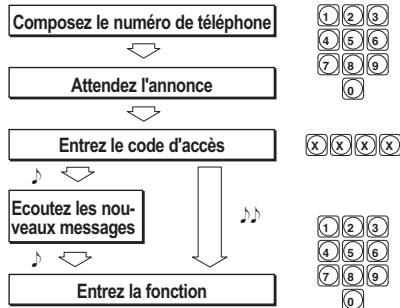 Composez le numéro de téléphone
1 2 3
4 5 6
7 8 9
0
Attendez l'annonce
Entrez le code d'accès
X X X X
Ecoutez les nou-
veaux messages
1 2 3
4 5 6
7 8 9
0
Entrez la fonction